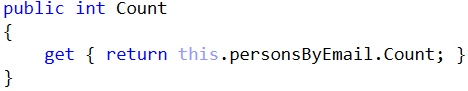 public int Count
{
    get { return this.personsByEmail.Count; }
}